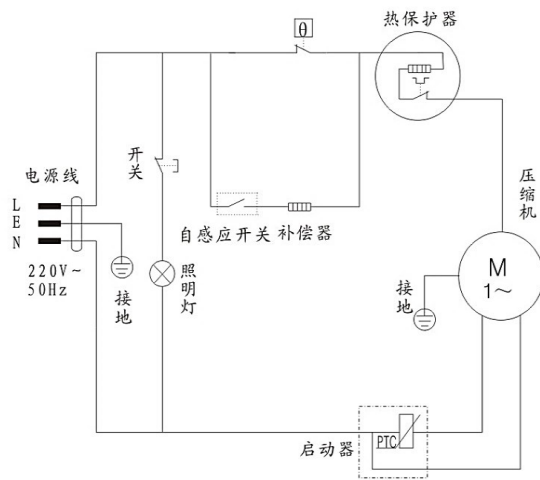 θ
热保护器
开关
电源线
L
E
N
220V~
50Hz
接地
照明灯
自感应开关 补偿器
压缩机
M
1~
接地
启动器
PTC